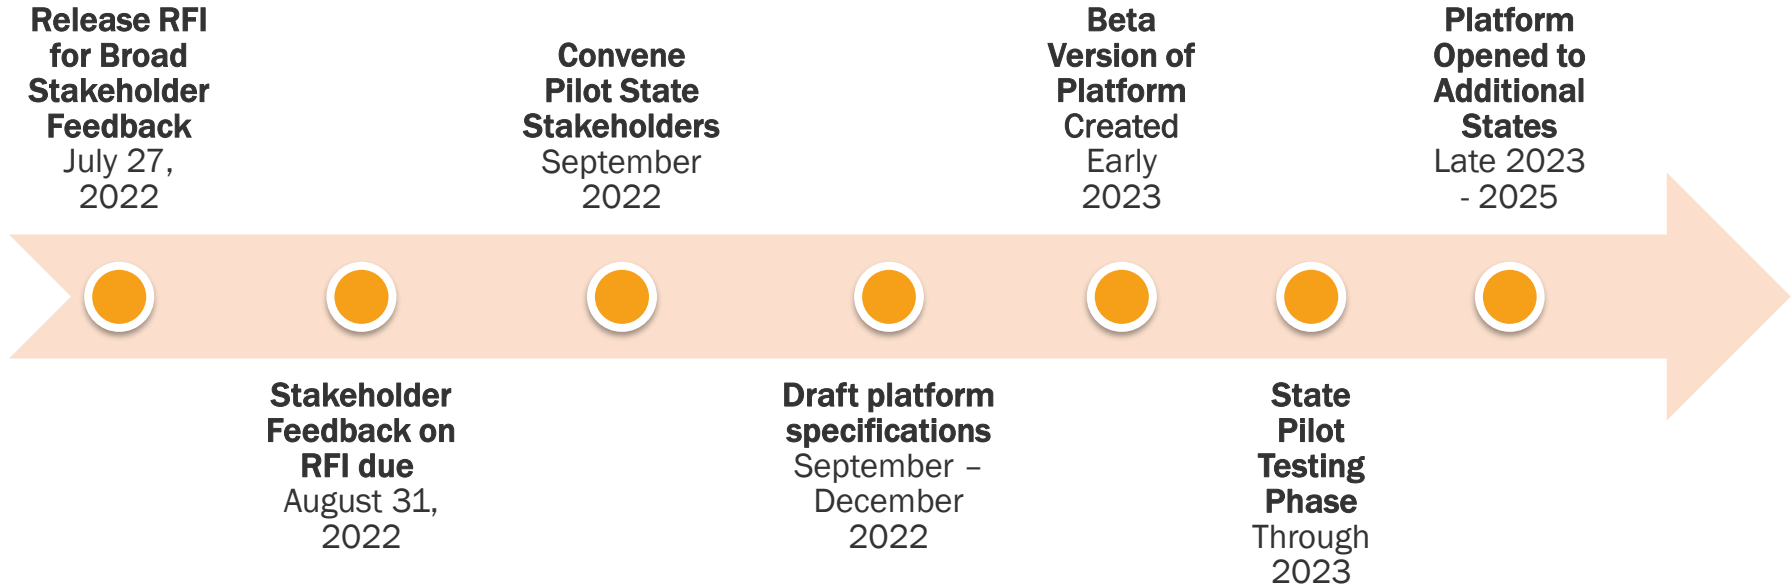 Release RFI
for Broad
Stakeholder
Feedback
July 27,
2022
Stakeholder
Feedback on
RFI due
August 31,
2022
Convene
Pilot State
Stakeholders
September
2022
Draft platform
specifications
September –
December
2022
Beta
Version of
Platform
Created
Early
2023
State
Pilot
Testing
Phase
Through
2023
Platform
Opened to
Additional
States
Late 2023
- 2025